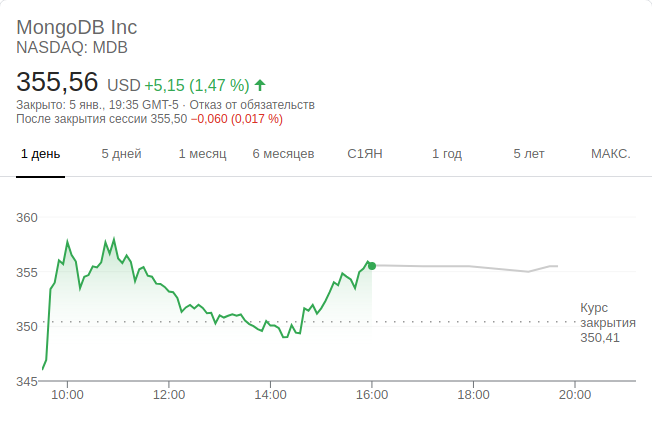 MongoDB Inc
NASDAQ: MDB
355,56 USD +5,15 (1,47 %)
Закрыто: 5 янв., 19:35 GMT-5 · Отказ от обязательств
После закрытия сессии 355,50 −0,060 (0,017 %)
1 день 5 дней 1 месяц 6 месяцев С1ЯН 1 год 5 лет МАКС.
360
355
350
345
Курс
закрытия
350,41
10:00 12:00 14:00 16:00 18:00 20:00